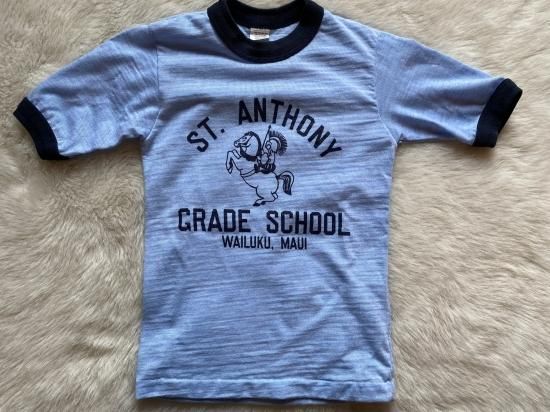 ST. ANTHONY
GRADE SCHOOL
WAILUKU, MAUI